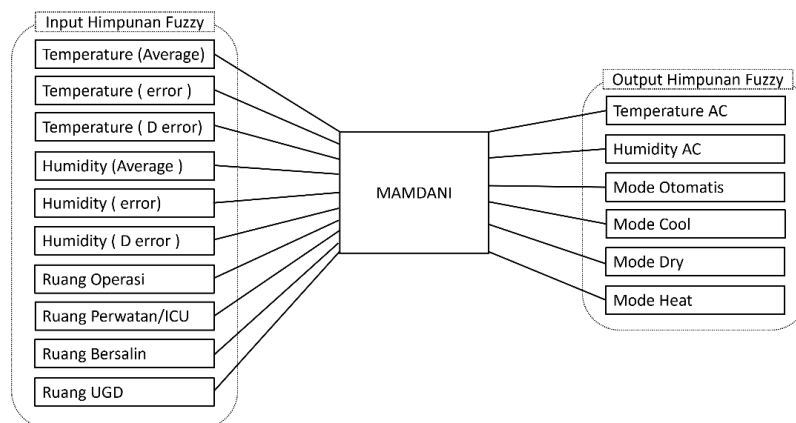 Input Himpunan Fuzzy
Temperature (Average)
Temperature ( error )
Temperature ( D error)
Humidity (Average )
Humidity ( error)
Humidity ( D error )
Ruang Operasi
Ruang Perwatan/ICU
Ruang Bersalin
Ruang UGD
MAMDANI
Output Himpunan Fuzzy
Temperature AC
Humidity AC
Mode Otomatis
Mode Cool
Mode Dry
Mode Heat